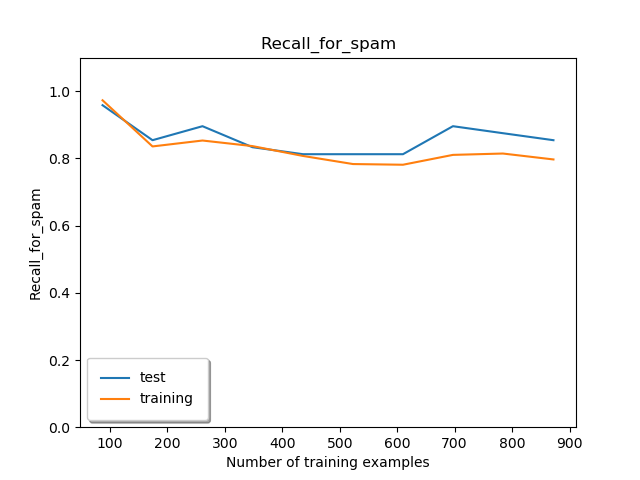 Recall_for_spam
Recall_for_spam
1.0
0.8
0.6
0.4
0.2
0.0
test
training
100 200 300 400 500 600 700 800 900
Number of training examples